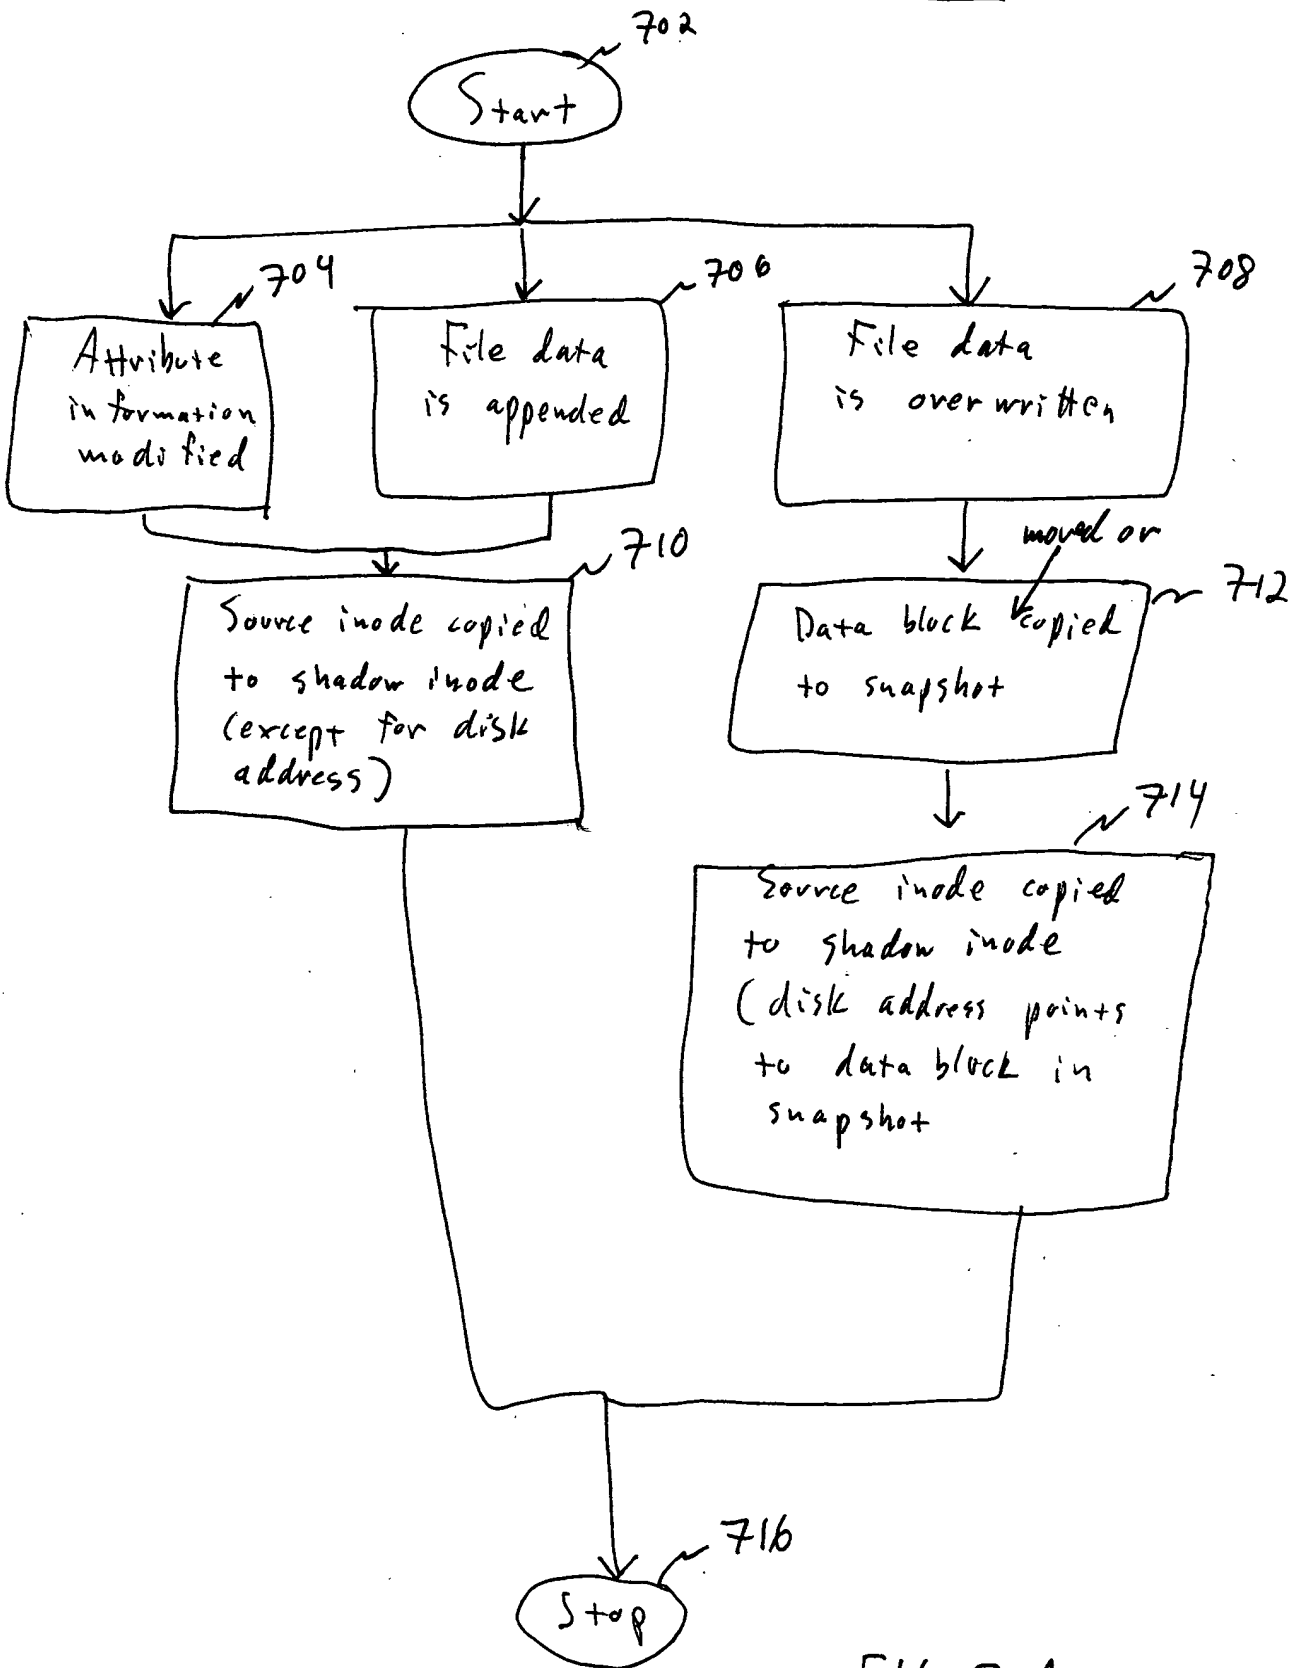 702
Start
704
706
708
Attribute
information
modified
File data
is appended
File data
is overwritten
moved or
710
712
Source inode copied
to shadow inode
(except for disk
address)
Data block copied
to snapshot
714
Source inode copied
to shadow inode
(disk address points
to data block in
snapshot
716
Stop